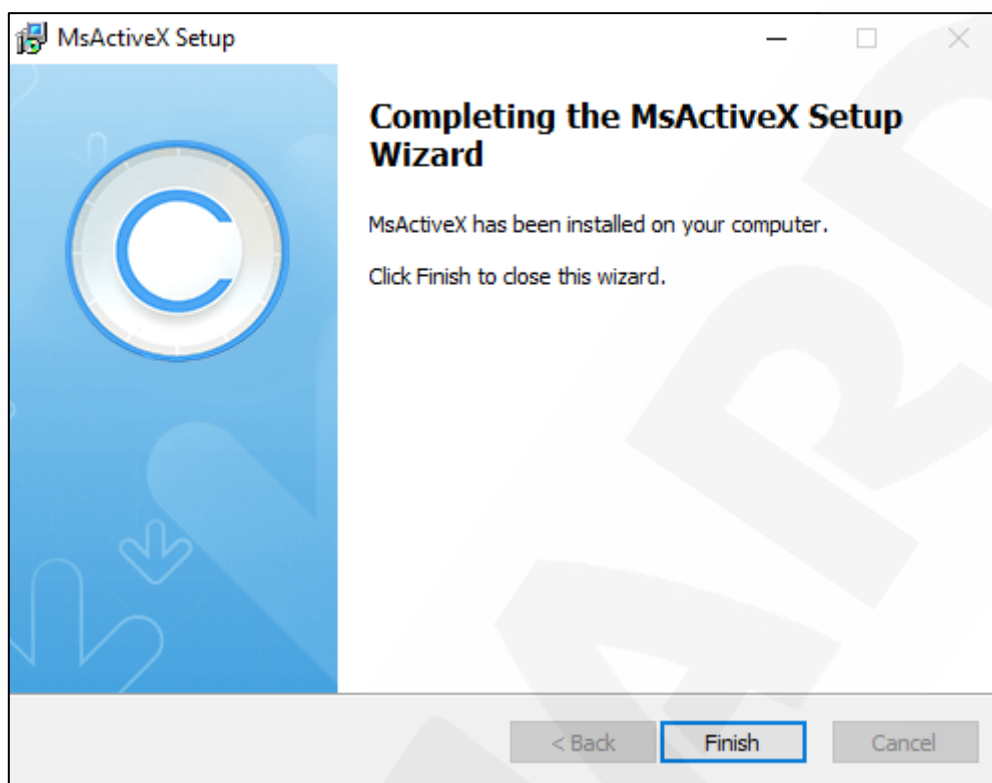 MsActiveX Setup
Completing the MsActiveX Setup
Wizard
MsActiveX has been installed on your computer.
Click Finish to close this wizard.
< Back
Finish
Cancel